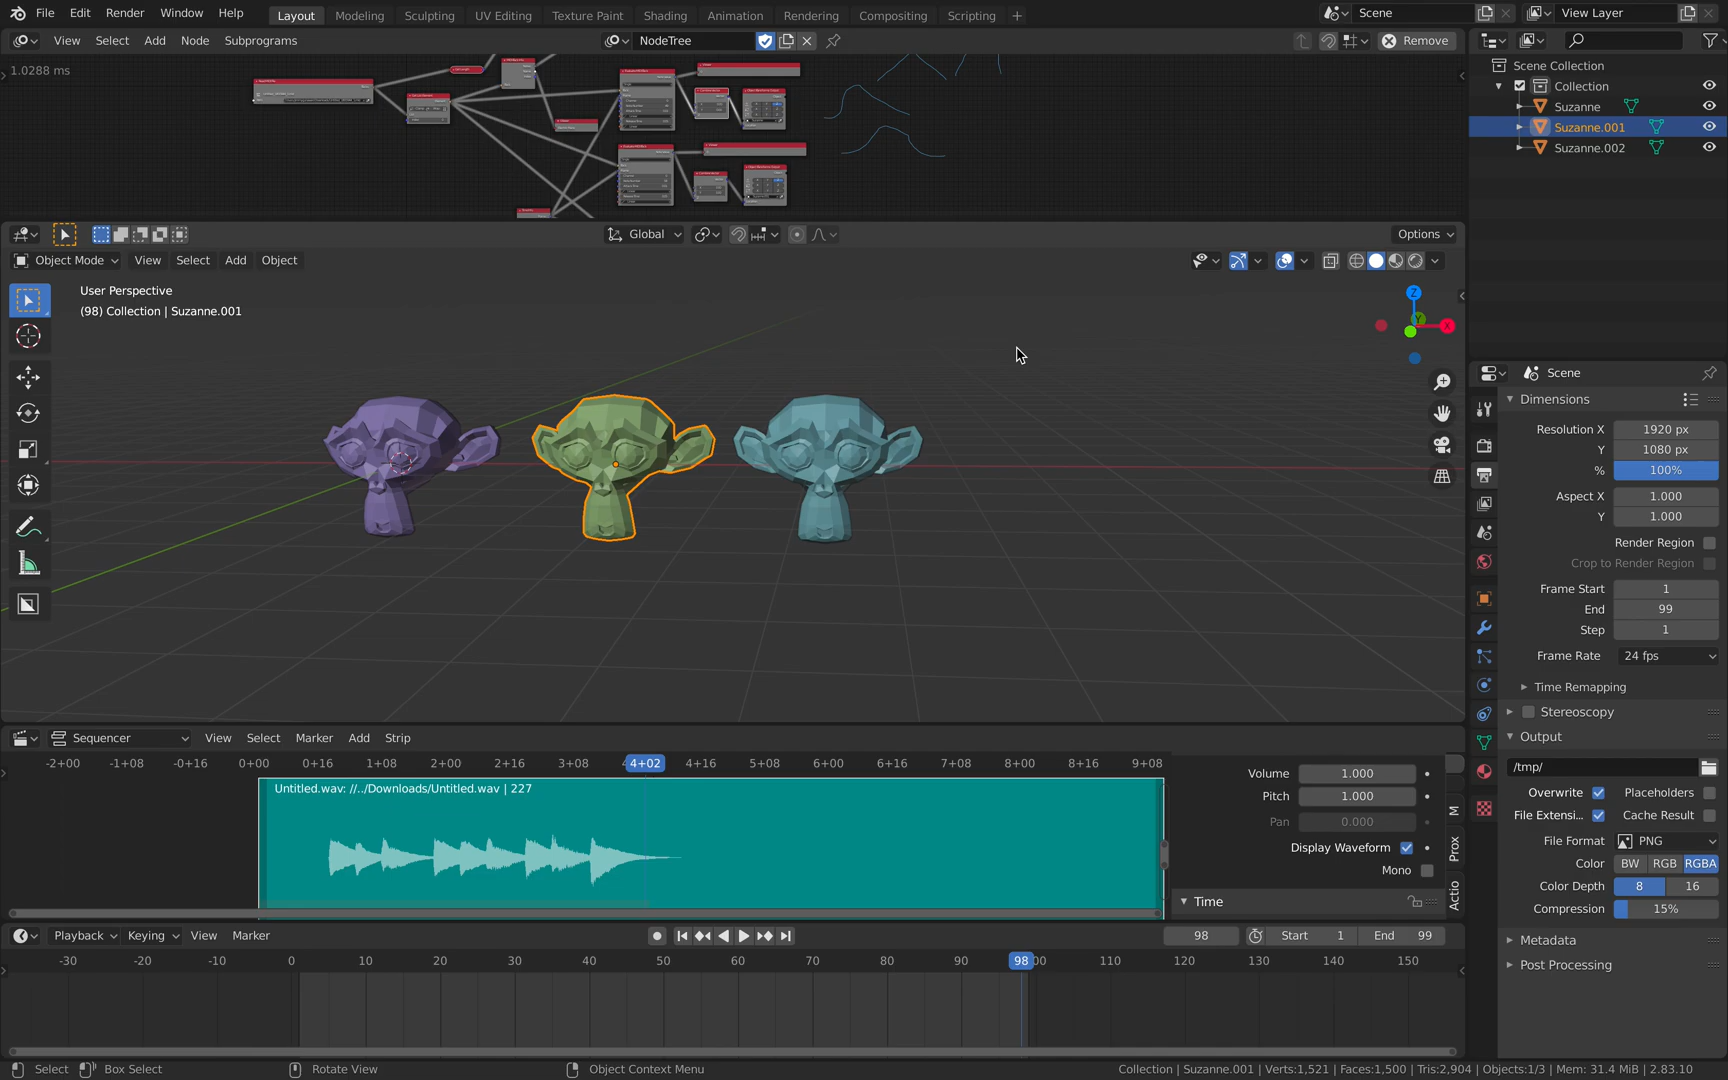 File Edit Render Window Help Layout Modeling Sculpting UV Editing Texture Paint Shading Animation Rendering Compositing Scripting + Scene View Layer
View Select Add Node Subprograms NodeTree Remove
1.0288 ms
Scene Collection
Collection
Suzanne
Suzanne.001
Suzanne.002
Global Options
Object Mode View Select Add Object
User Perspective
(98) Collection | Suzanne.001
Z
Y
X
Scene
Dimensions
Resolution X 1920 px
Y 1080 px
% 100%
Aspect X 1.000
Y 1.000
Render Region
Crop to Render Region
Frame Start 1
End 99
Step 1
Frame Rate 24 fps
Time Remapping
Stereoscopy
Output
/tmp/
Overwrite Placeholders
File Extensi... Cache Result
File Format PNG
Color BW RGB RGBA
Color Depth 8 16
Compression 15%
Metadata
Post Processing
Sequencer View Select Marker Add Strip
-2+00 -1+08 -0+16 0+00 0+16 1+08 2+00 2+16 3+08 4+02 4+16 5+08 6+00 6+16 7+08 8+00 8+16 9+08
Untitled.wav: //../Downloads/Untitled.wav | 227
Volume 1.000
Pitch 1.000
Pan 0.000
Display Waveform
Mono
Time
M
Prox
Actio
Playback Keying View Marker 98 Start 1 End 99
-30 -20 -10 0 10 20 30 40 50 60 70 80 90 98 00 110 120 130 140 150
Select Box Select Rotate View Object Context Menu Collection | Suzanne.001 | Verts:1,521 | Faces:1,500 | Tris:2,904 | Objects:1/3 | Mem: 31.4 MiB | 2.83.10